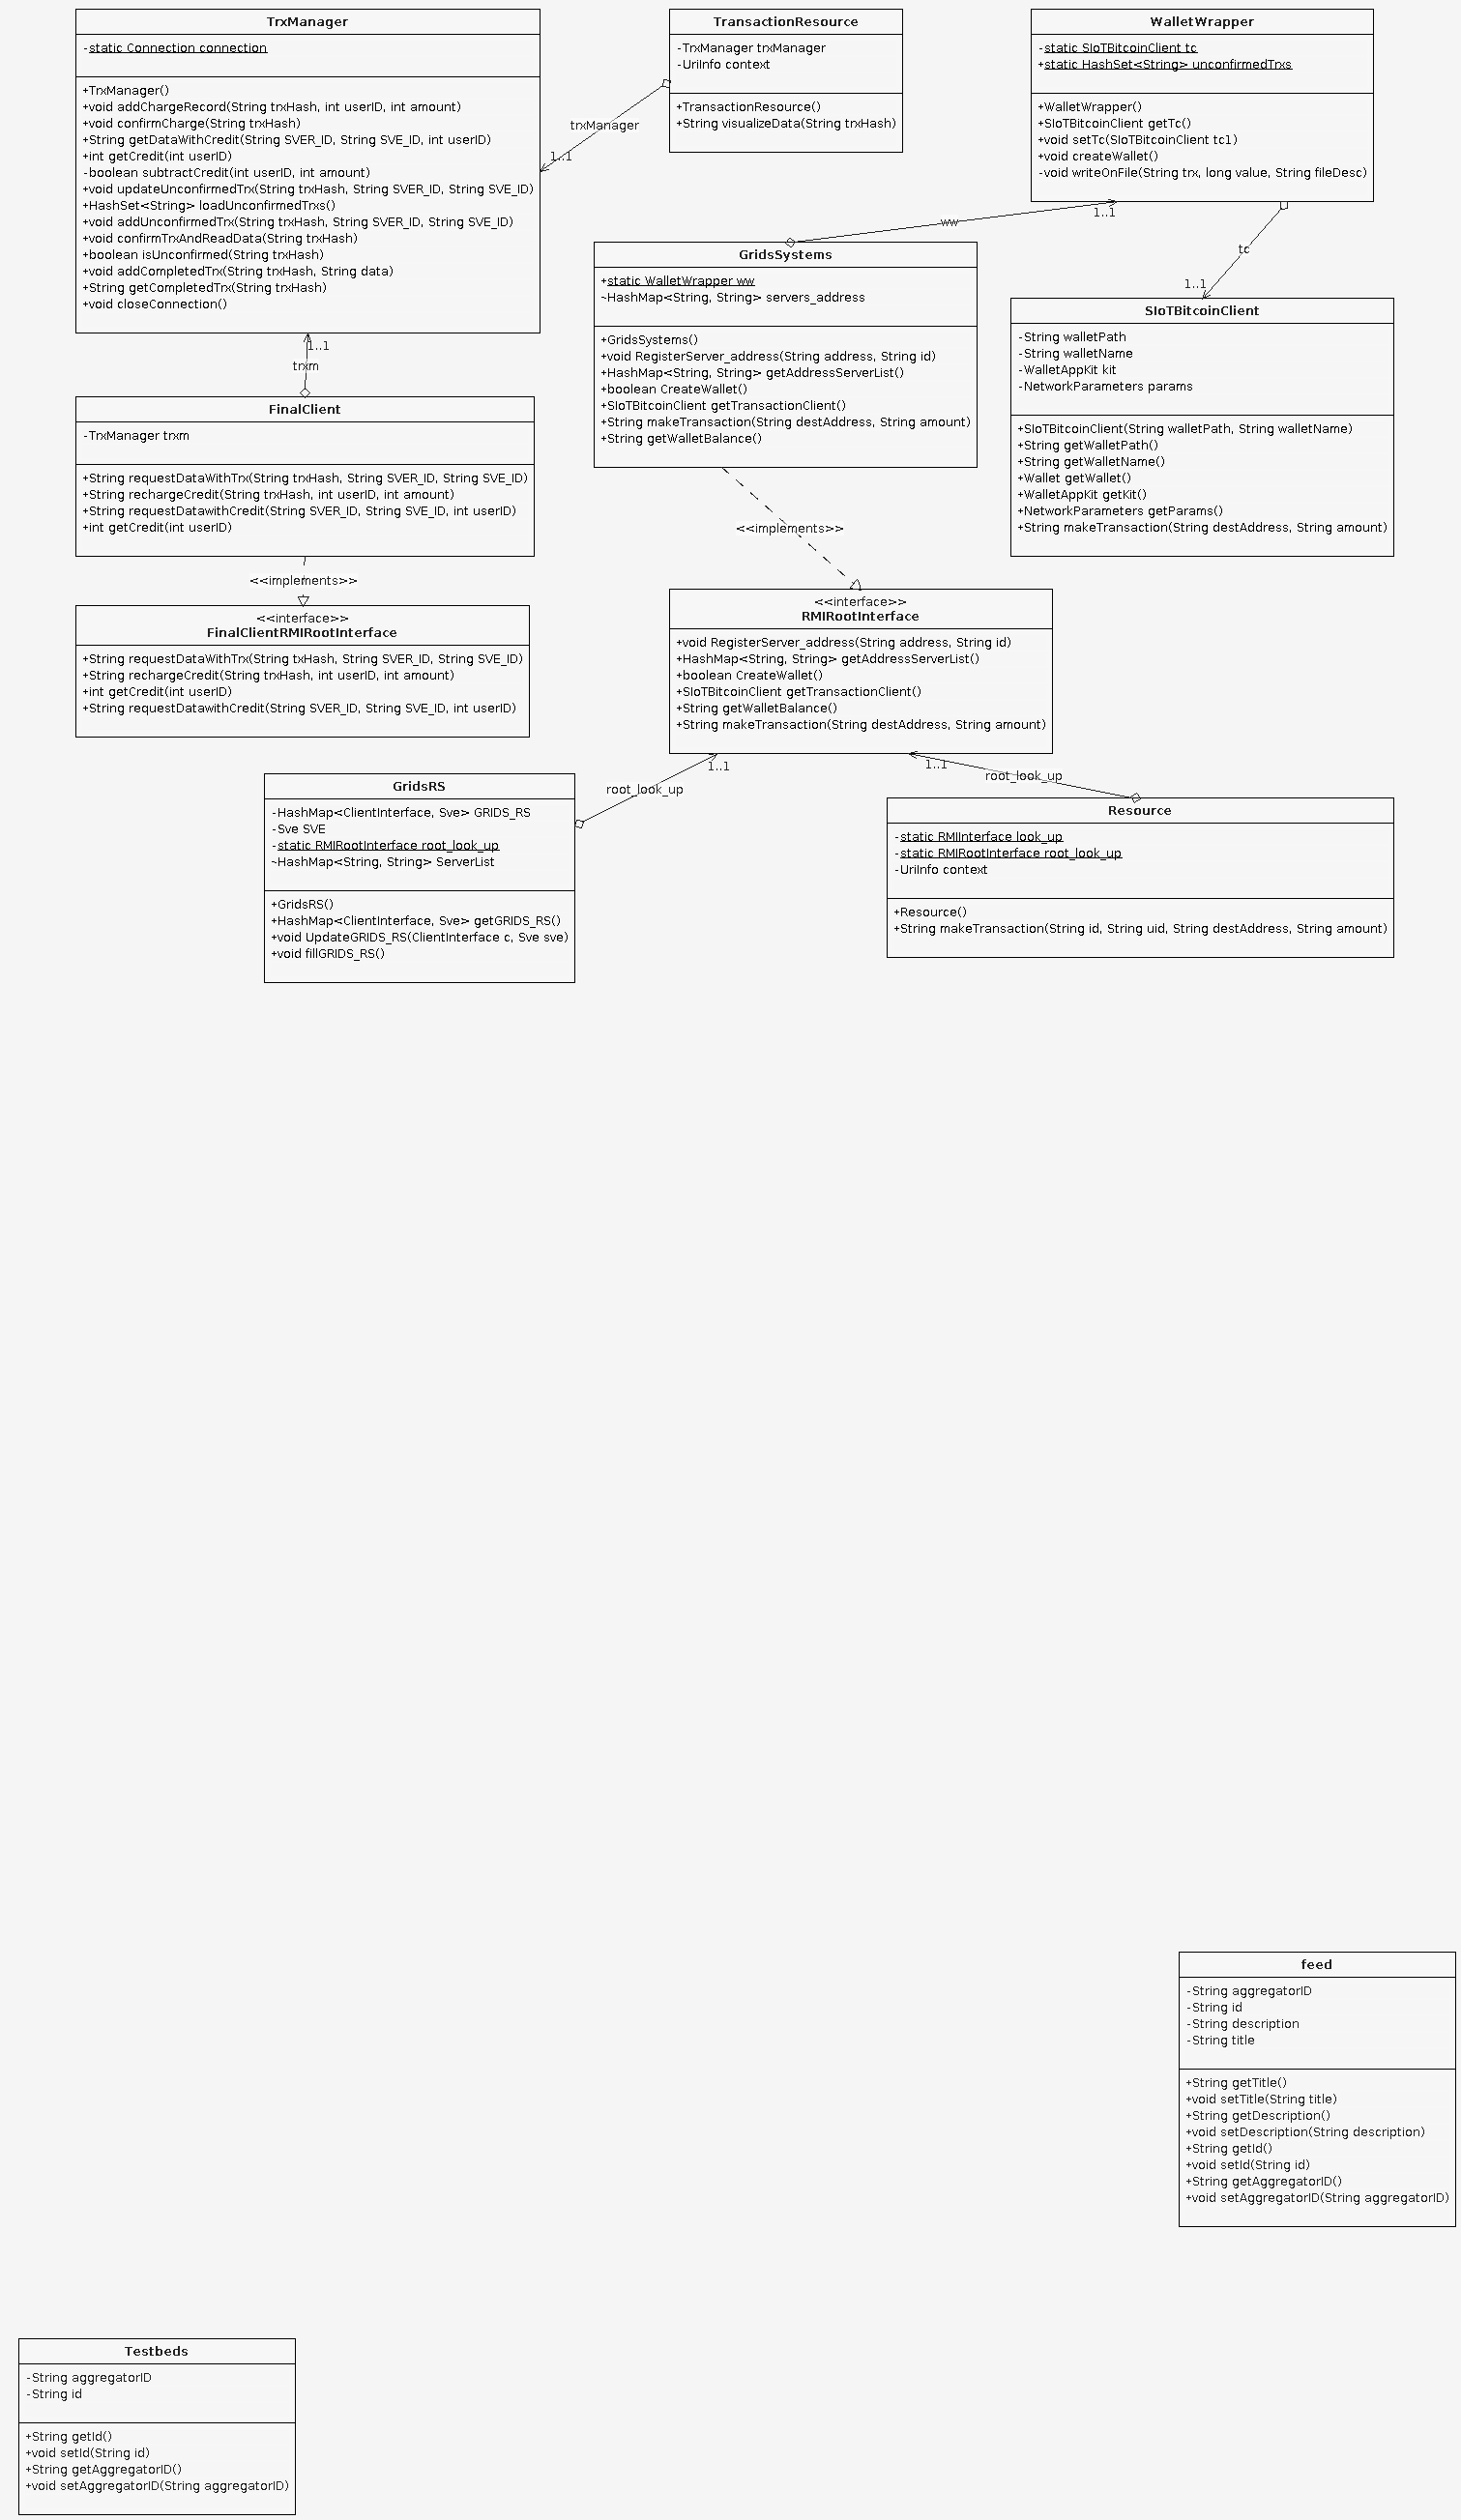 TrxManager
-static Connection connection
+TrxManager()
+void addChargeRecord(String trxHash, int userID, int amount)
+void confirmCharge(String trxHash)
+String getDataWithCredit(String SVER_ID, String SVE_ID, int userID)
+int getCredit(int userID)
-boolean subtractCredit(int userID, int amount)
+void updateUnconfirmedTrx(String trxHash, String SVER_ID, String SVE_ID)
+HashSet<String> loadUnconfirmedTrxs()
+void addUnconfirmedTrx(String trxHash, String SVER_ID, String SVE_ID)
+void confirmTrxAndReadData(String trxHash)
+boolean isUnconfirmed(String trxHash)
+void addCompletedTrx(String trxHash, String data)
+String getCompletedTrx(String trxHash)
+void closeConnection()
TransactionResource
-TrxManager trxManager
-UriInfo context
+TransactionResource()
+String visualizeData(String trxHash)
trxManager
1..1
WalletWrapper
-static SIoTBitcoinClient tc
+static HashSet<String> unconfirmedTrxs
+WalletWrapper()
+SIoTBitcoinClient getTc()
+void setTc(SIoTBitcoinClient tc1)
+void createWallet()
-void writeOnFile(String trx, long value, String fileDesc)
1..1
ww
tc
1..1
GridsSystems
+static WalletWrapper ww
~HashMap<String, String> servers_address
+GridsSystems()
+void RegisterServer_address(String address, String id)
+HashMap<String, String> getAddressServerList()
+boolean CreateWallet()
+SIoTBitcoinClient getTransactionClient()
+String makeTransaction(String destAddress, String amount)
+String getWalletBalance()
SIoTBitcoinClient
-String walletPath
-String walletName
-WalletAppKit kit
-NetworkParameters params
+SIoTBitcoinClient(String walletPath, String walletName)
+String getWalletPath()
+String getWalletName()
+Wallet getWallet()
+WalletAppKit getKit()
+NetworkParameters getParams()
+String makeTransaction(String destAddress, String amount)
1..1
trxm
FinalClient
-TrxManager trxm
+String requestDataWithTrx(String trxHash, String SVER_ID, String SVE_ID)
+String rechargeCredit(String trxHash, int userID, int amount)
+String requestDatawithCredit(String SVER_ID, String SVE_ID, int userID)
+int getCredit(int userID)
<<implements>>
<<implements>>
<<interface>>
FinalClientRMIRootInterface
+String requestDataWithTrx(String txHash, String SVER_ID, String SVE_ID)
+String rechargeCredit(String trxHash, int userID, int amount)
+int getCredit(int userID)
+String requestDatawithCredit(String SVER_ID, String SVE_ID, int userID)
<<interface>>
RMIRootInterface
+void RegisterServer_address(String address, String id)
+HashMap<String, String> getAddressServerList()
+boolean CreateWallet()
+SIoTBitcoinClient getTransactionClient()
+String getWalletBalance()
+String makeTransaction(String destAddress, String amount)
1..1
root_look_up
1..1
root_look_up
GridsRS
-HashMap<ClientInterface, Sve> GRIDS_RS
-Sve SVE
-static RMIRootInterface root_look_up
~HashMap<String, String> ServerList
+GridsRS()
+HashMap<ClientInterface, Sve> getGRIDS_RS()
+void UpdateGRIDS_RS(ClientInterface c, Sve sve)
+void fillGRIDS_RS()
Resource
-static RMIInterface look_up
-static RMIRootInterface root_look_up
-UriInfo context
+Resource()
+String makeTransaction(String id, String uid, String destAddress, String amount)
feed
-String aggregatorID
-String id
-String description
-String title
+String getTitle()
+void setTitle(String title)
+String getDescription()
+void setDescription(String description)
+String getId()
+void setId(String id)
+String getAggregatorID()
+void setAggregatorID(String aggregatorID)
Testbeds
-String aggregatorID
-String id
+String getId()
+void setId(String id)
+String getAggregatorID()
+void setAggregatorID(String aggregatorID)